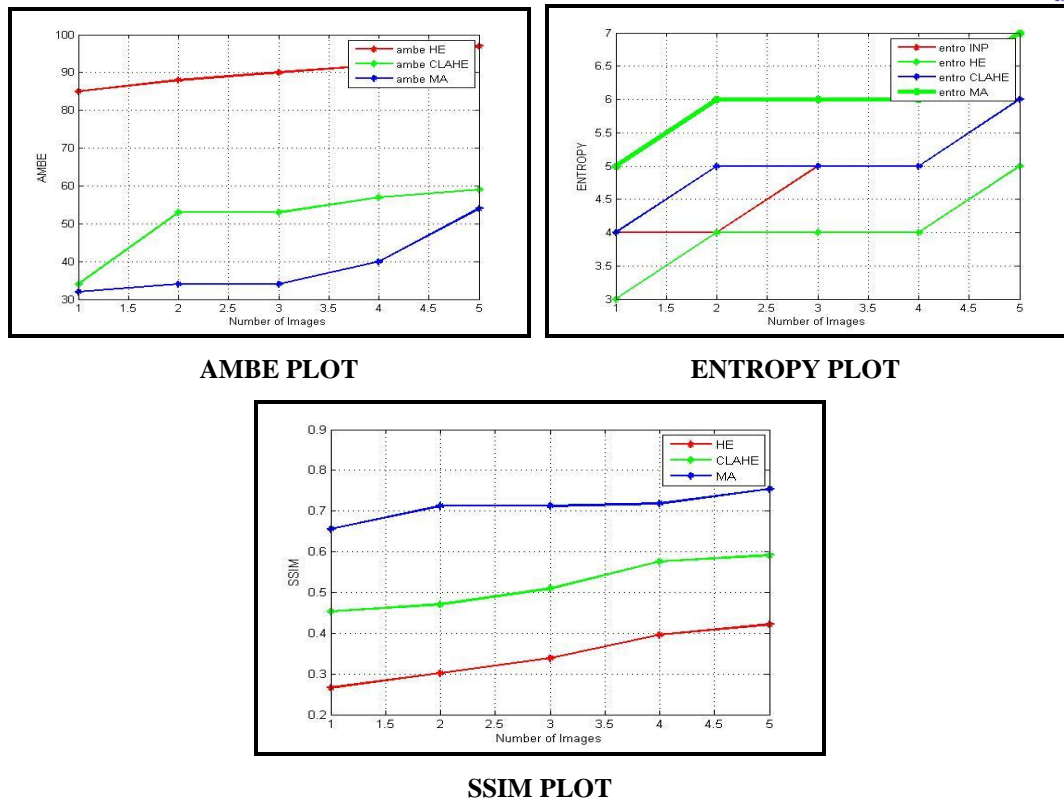 100
90
80
70
60
50
40
30
AMBE
ambe HE
ambe CLAHE
ambe MA
1 1.5 2 2.5 3 3.5 4 4.5 5
Number of Images
AMBE PLOT
7
6.5
6
5.5
5
4.5
4
3.5
3
ENTROPY
entro INP
entro HE
entro CLAHE
entro MA
1 1.5 2 2.5 3 3.5 4 4.5 5
Number of Images
ENTROPY PLOT
0.9
0.8
0.7
0.6
0.5
0.4
0.3
0.2
SSIM
HE
CLAHE
MA
1 1.5 2 2.5 3 3.5 4 4.5 5
Number of Images
SSIM PLOT